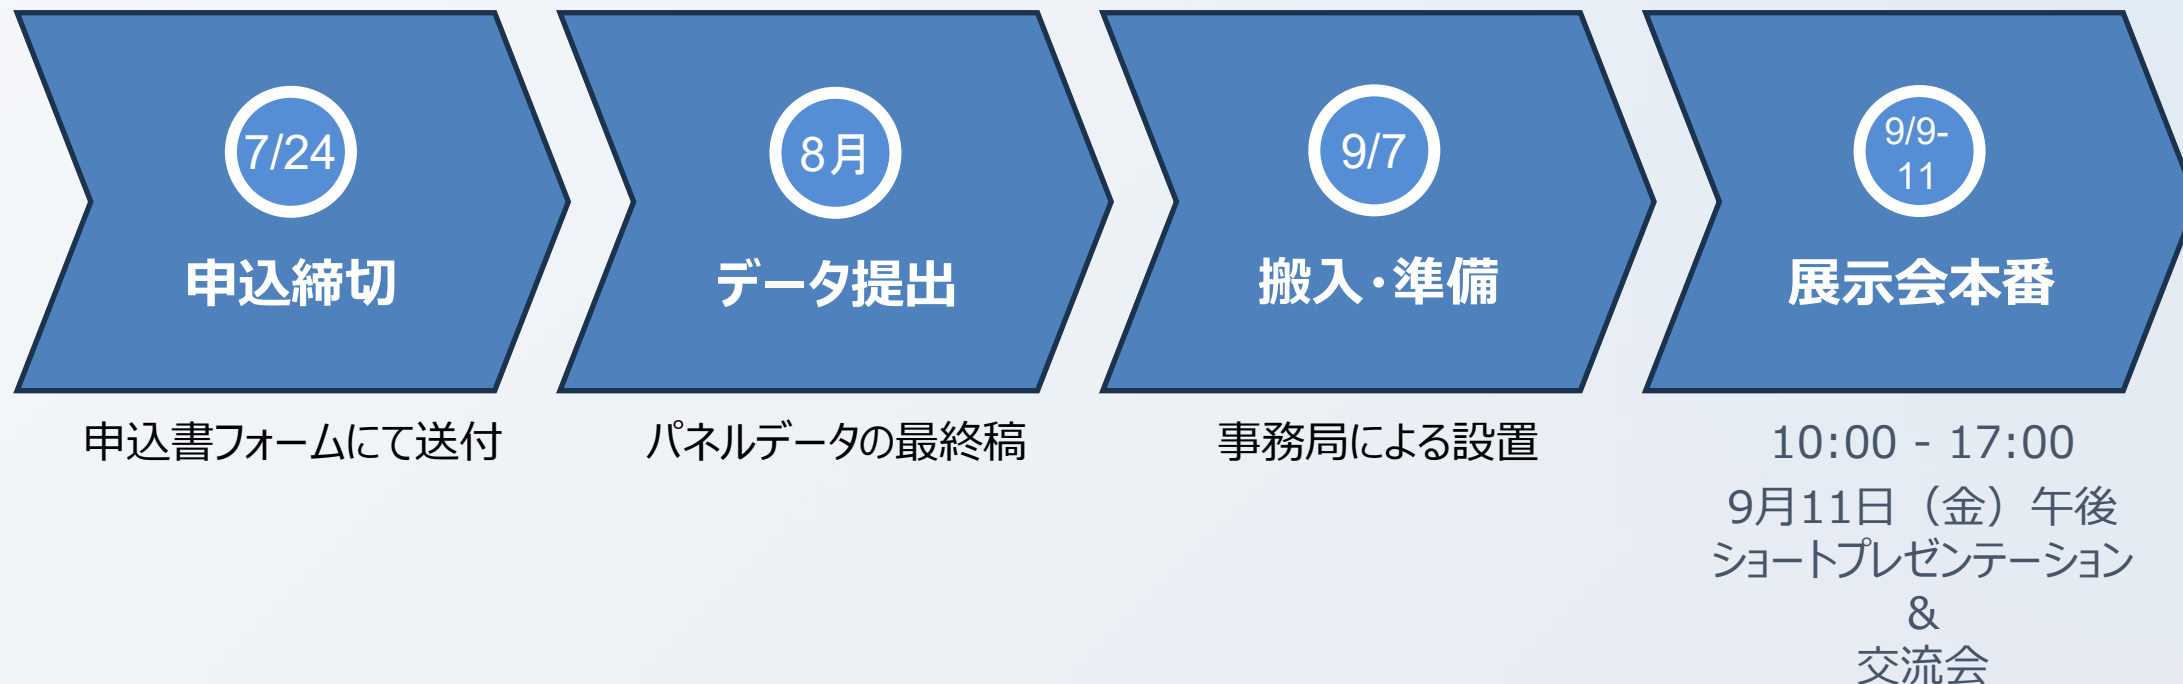 7/24
申込締切
申込書フォームにて送付
8月
データ提出
パネルデータの最終稿
9/7
搬入・準備
事務局による設置
9/9-
11
展示会本番
10:00 - 17:00
9月11日（金）午後
ショートプレゼンテーション
&
交流会